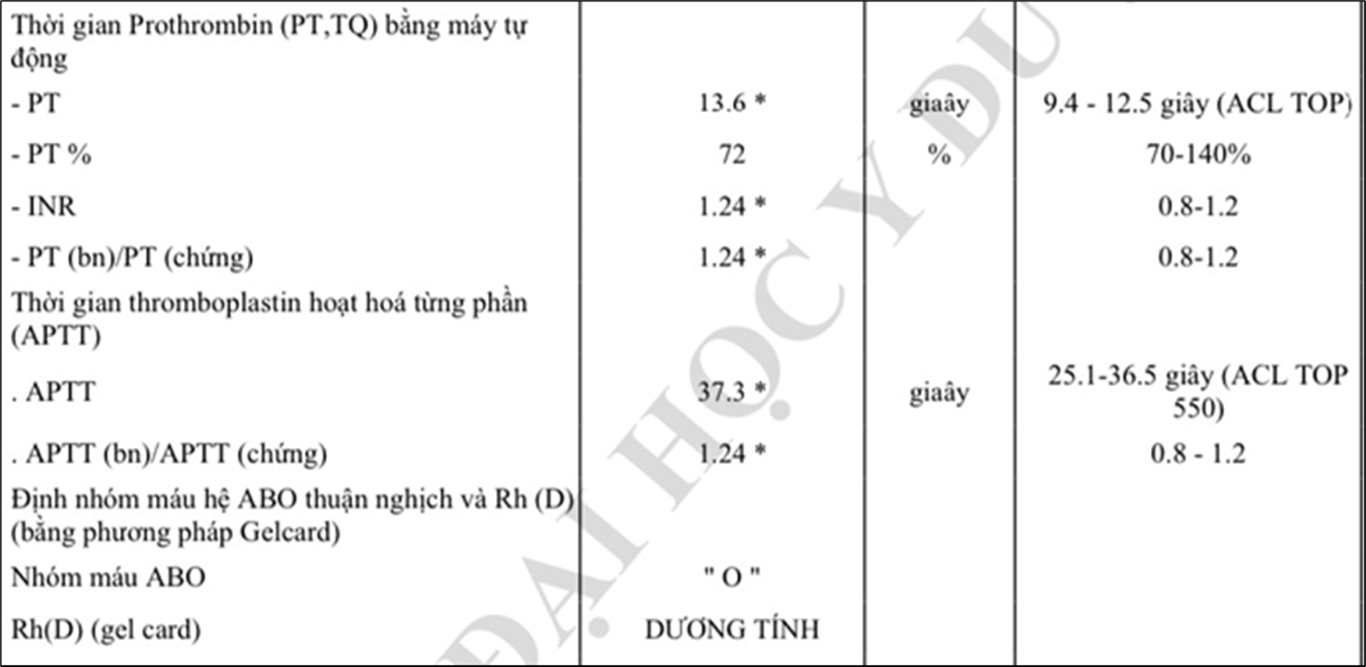 Thời gian Prothrombin (PT,TQ) bằng máy tự
động
- PT 13.6 * giaây 9.4 - 12.5 giây (ACL TOP)
- PT % 72 % 70-140%
- INR 1.24 * 0.8-1.2
- PT (bn)/PT (chứng) 1.24 * 0.8-1.2
Thời gian thromboplastin hoạt hoá từng phần
(APTT)
. APTT 37.3 * giaây 25.1-36.5 giây (ACL TOP
550)
. APTT (bn)/APTT (chứng) 1.24 * 0.8 - 1.2
Định nhóm máu hệ ABO thuận nghịch và Rh (D)
(bằng phương pháp Gelcard)
Nhóm máu ABO " O "
Rh(D) (gel card) DƯƠNG TÍNH
ĐẠI HỌC Y DƯ